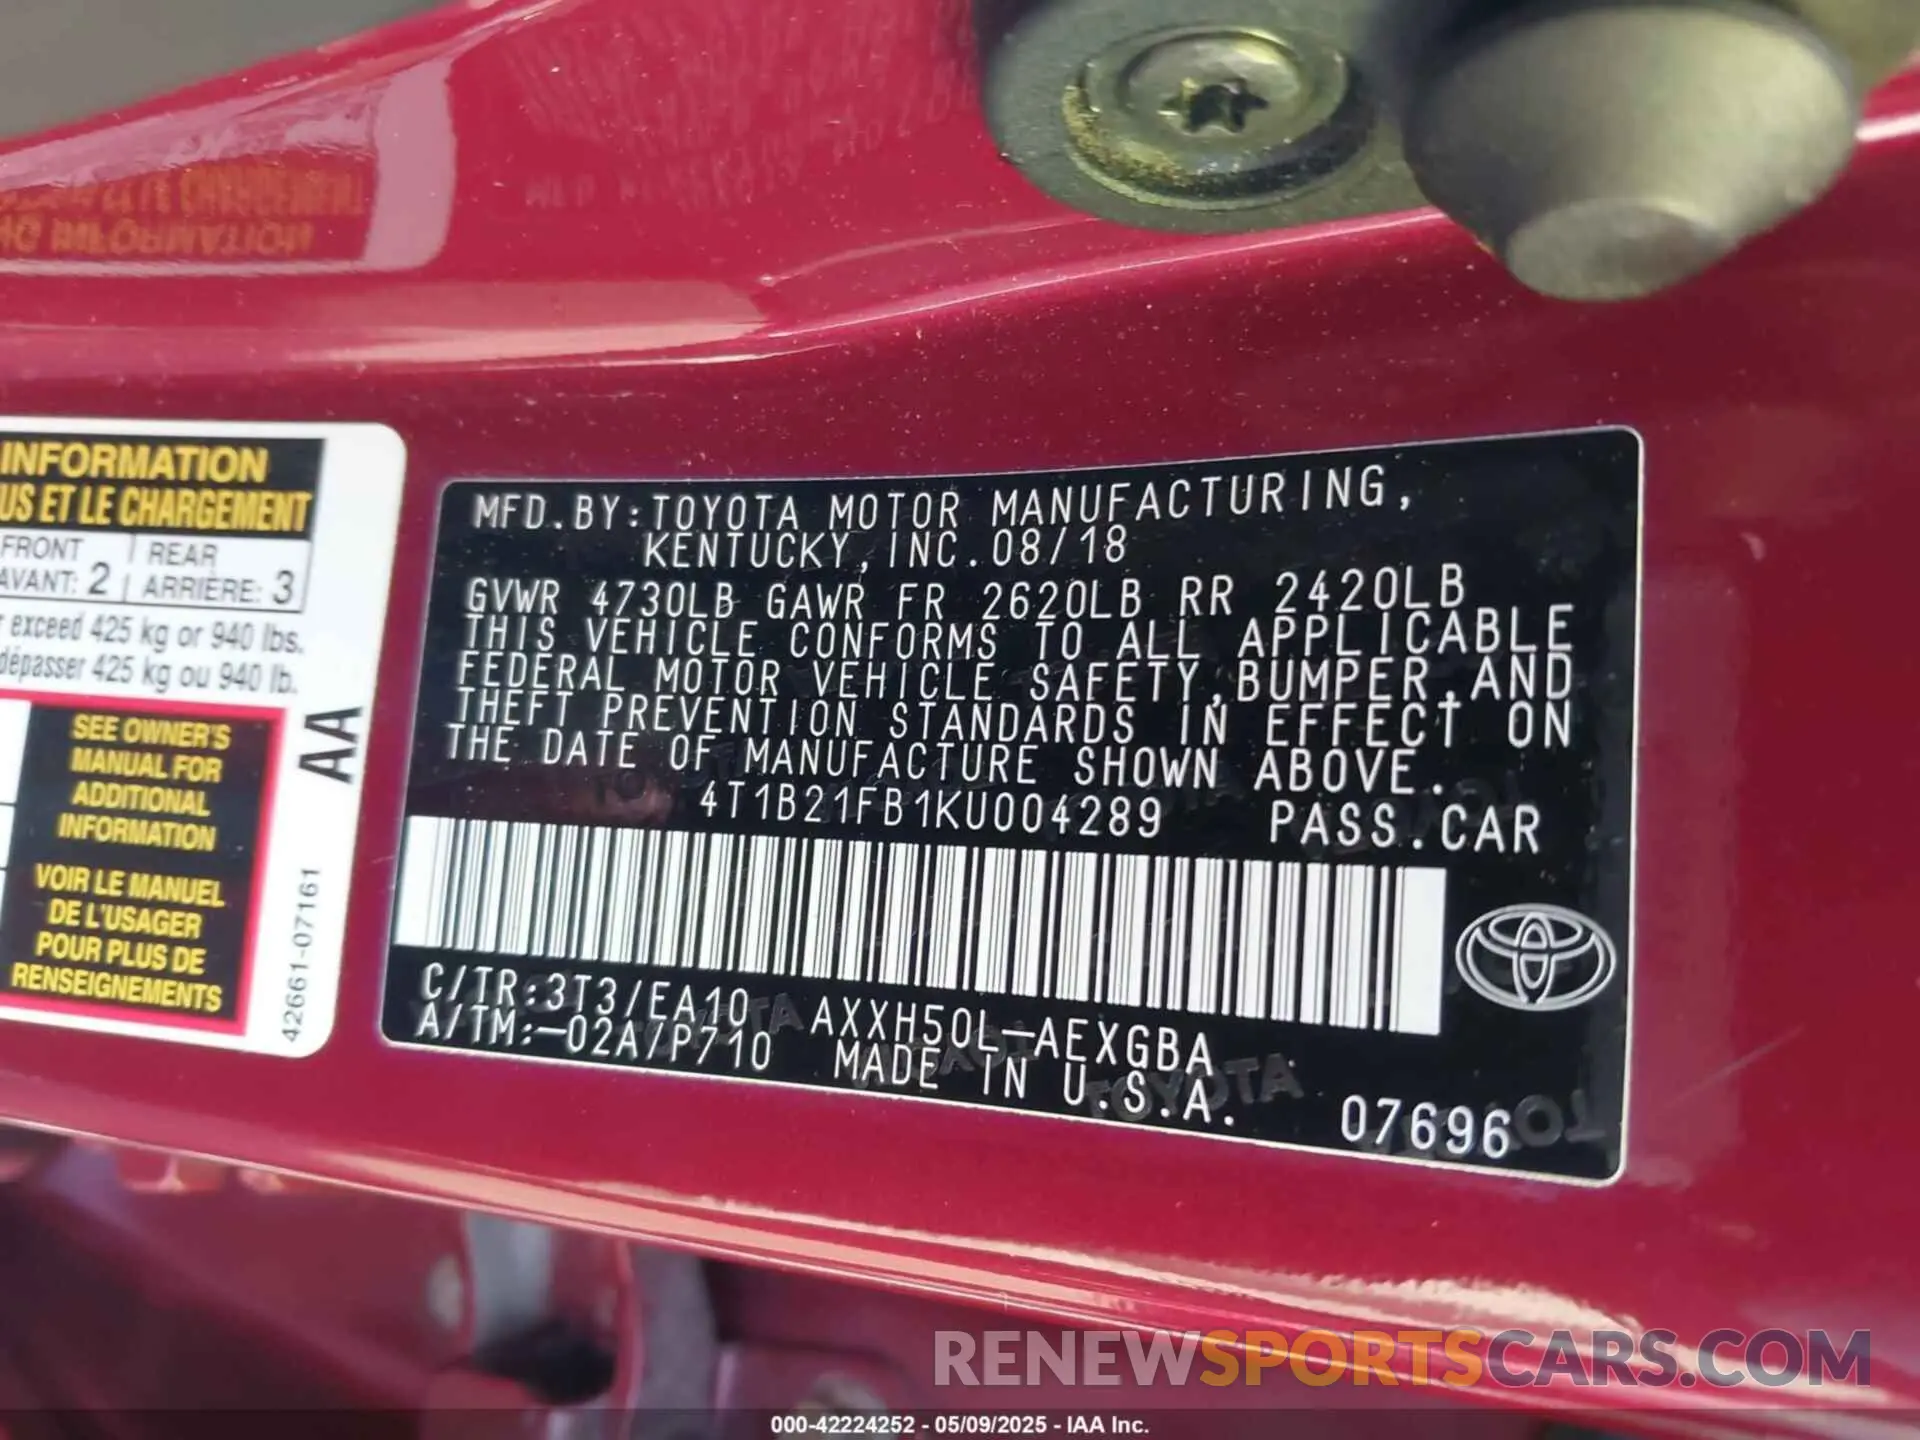 INFORMATION
US ET LE CHARGEMENT
FRONT
AVANT: 2
REAR
ARRIÈRE: 3
exceed 425 kg or 940 lbs.
dépasser 425 kg ou 940 lb.
SEE OWNER'S
MANUAL FOR
ADDITIONAL
INFORMATION
VOIR LE MANUEL
DE L'USAGER
POUR PLUS DE
RENSEIGNEMENTS
AA
42661-07161
MFD.BY:TOYOTA MOTOR MANUFACTURING,
KENTUCKY,INC.08/18
GVWR 4730LB GAWR FR 2620LB RR 2420LB
THIS VEHICLE CONFORMS TO ALL APPLICABLE
FEDERAL MOTOR VEHICLE SAFETY,BUMPER,AND
THEFT PREVENTION STANDARDS IN EFFECT ON
THE DATE OF MANUFACTURE SHOWN ABOVE.
4T1B21FB1KU004289 PASS.CAR
C/TR:3T3/EA10 AXXH50L-AEXGBA
A/TM:-02A/P710 MADE IN U.S.A.
07696
RENEWSPORTSCARS.COM
000-42224252 - 05/09/2025 - IAA Inc.